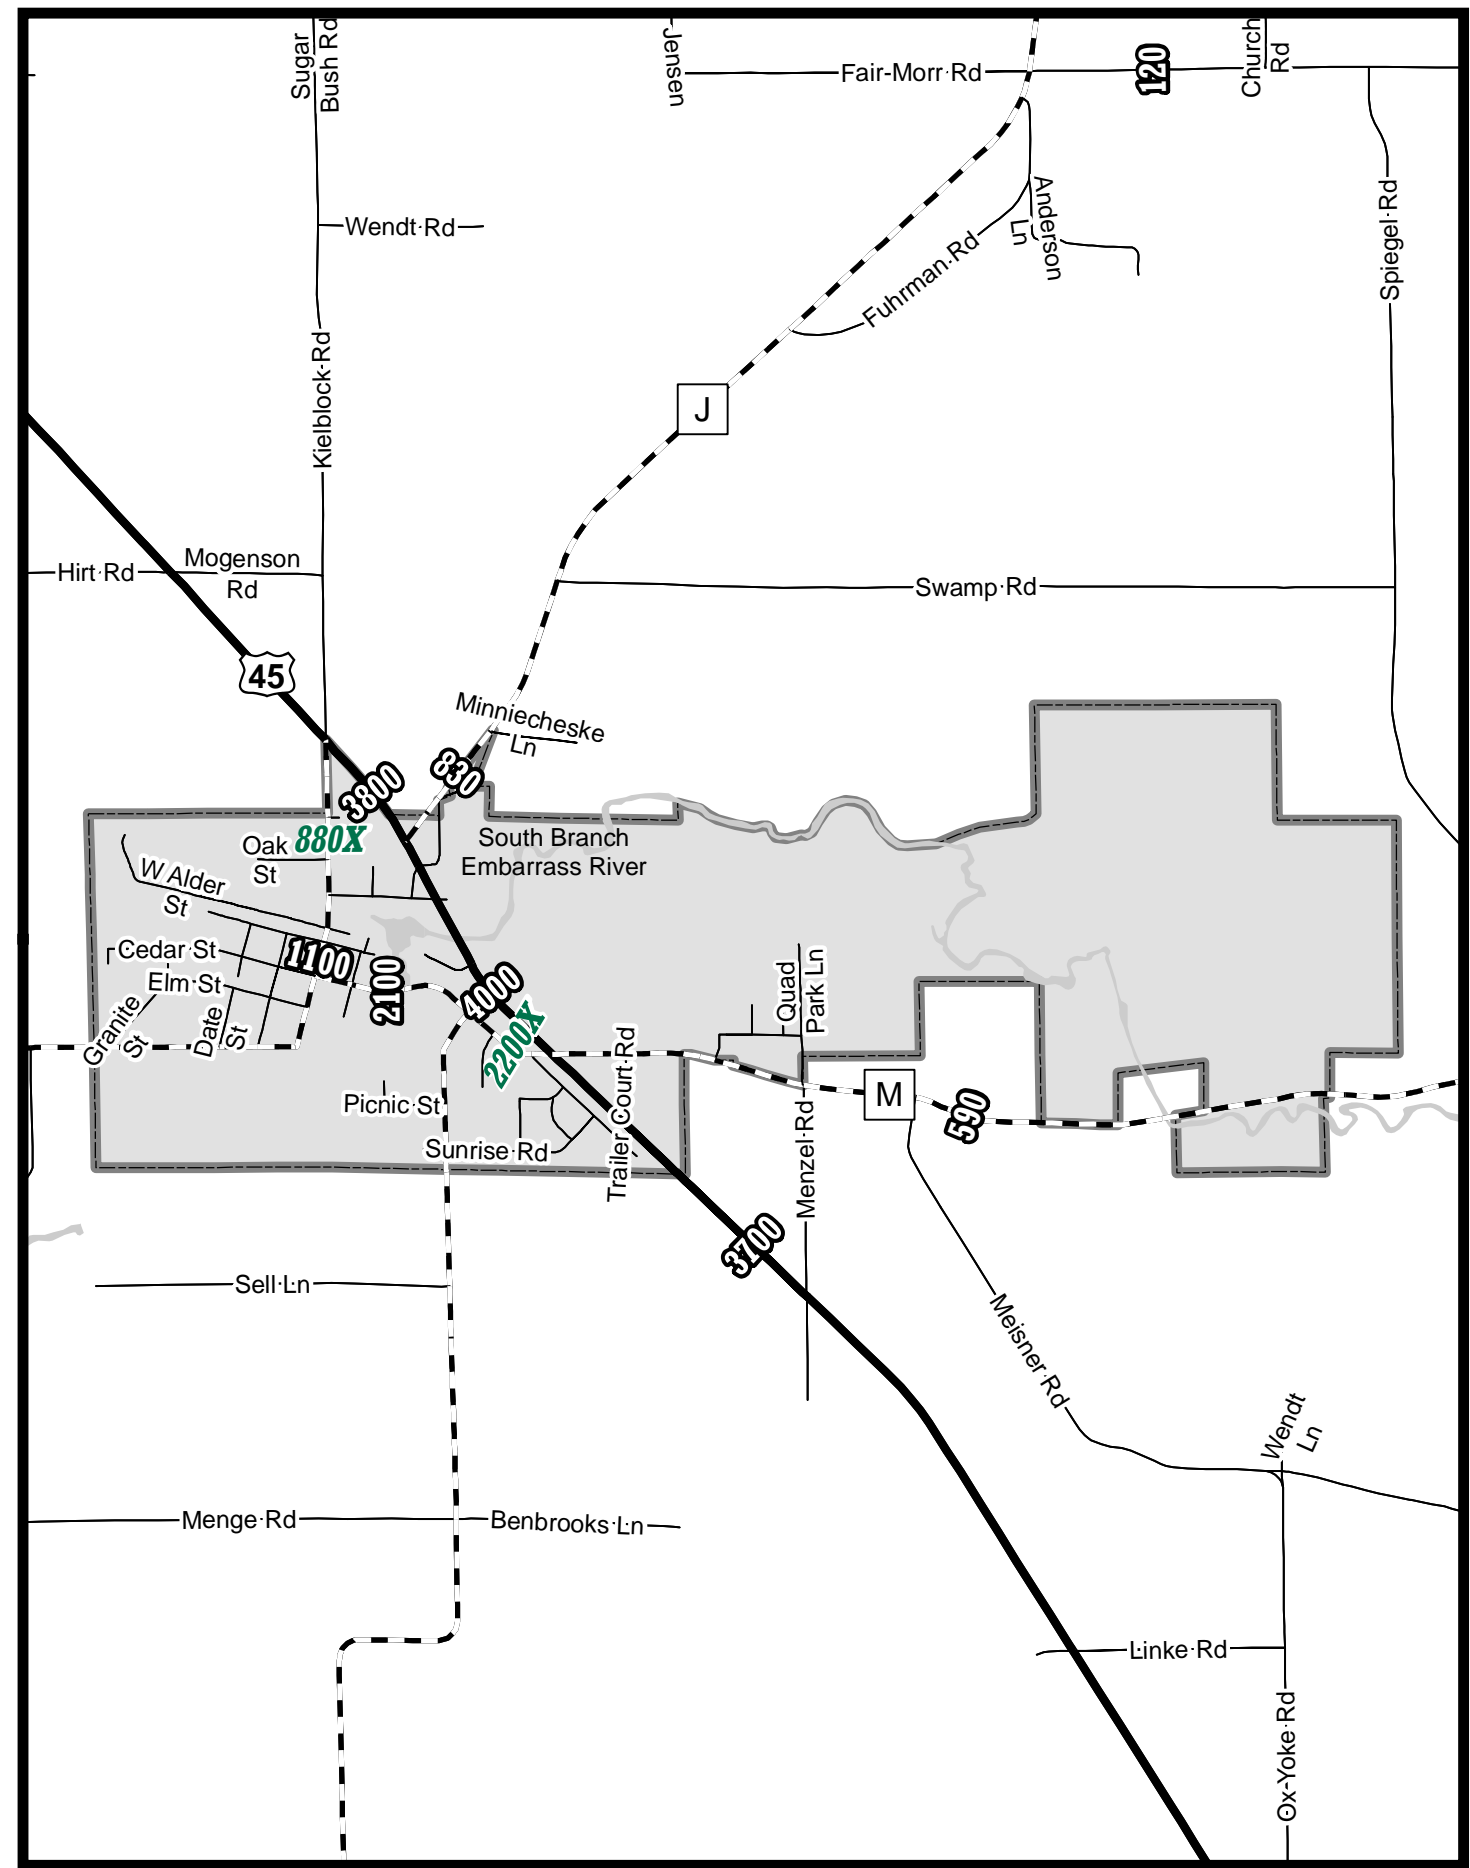 Sugar
Bush Rd
Jensen
Fair-Morr Rd
120
Church
Rd
Wendt Rd
Anderson
Ln
Fuhrman Rd
Spiegel Rd
Kielblock Rd
J
Hirt Rd
Mogenson
Rd
Swamp Rd
45
Minniecheske
Ln
830
3800
880X
Oak
St
South Branch
Embarrass River
W Alder
St
Cedar St
1100
2100
Elm St
4000
Granite
St
Date
St
2200X
Quad
Park Ln
Trailer Court Rd
Picnic St
M
590
Menzel Rd
Sunrise Rd
3700
Sell Ln
Meisner Rd
Wendt
Ln
Menge Rd
Benbrooks Ln
Linke Rd
Ox-Yoke Rd